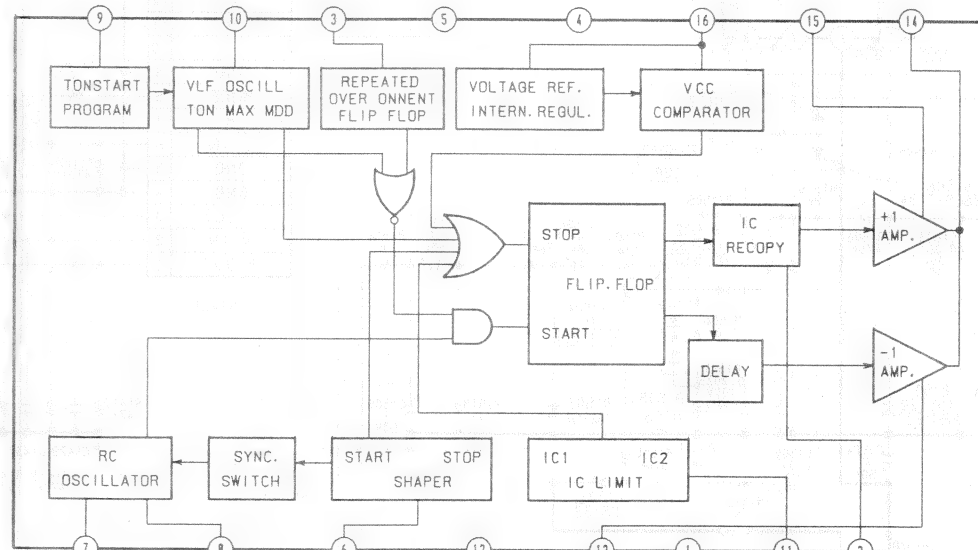 9 10 3 5 4 16 15 14
TONSTART
PROGRAM
VLF OSCILL
TON MAX MDD
REPEATED
OVER ONNENT
FLIP FLOP
VOLTAGE REF.
INTERN.REGUL.
VCC
COMPARATOR
STOP
FLIP.FLOP
START
IC
RECOPY
+1
AMP.
DELAY
-1
AMP.
RC
OSCILLATOR
SYNC.
SWITCH
START STOP
SHAPER
IC1 IC2
IC LIMIT
7 8 6 12 13 1 11 2